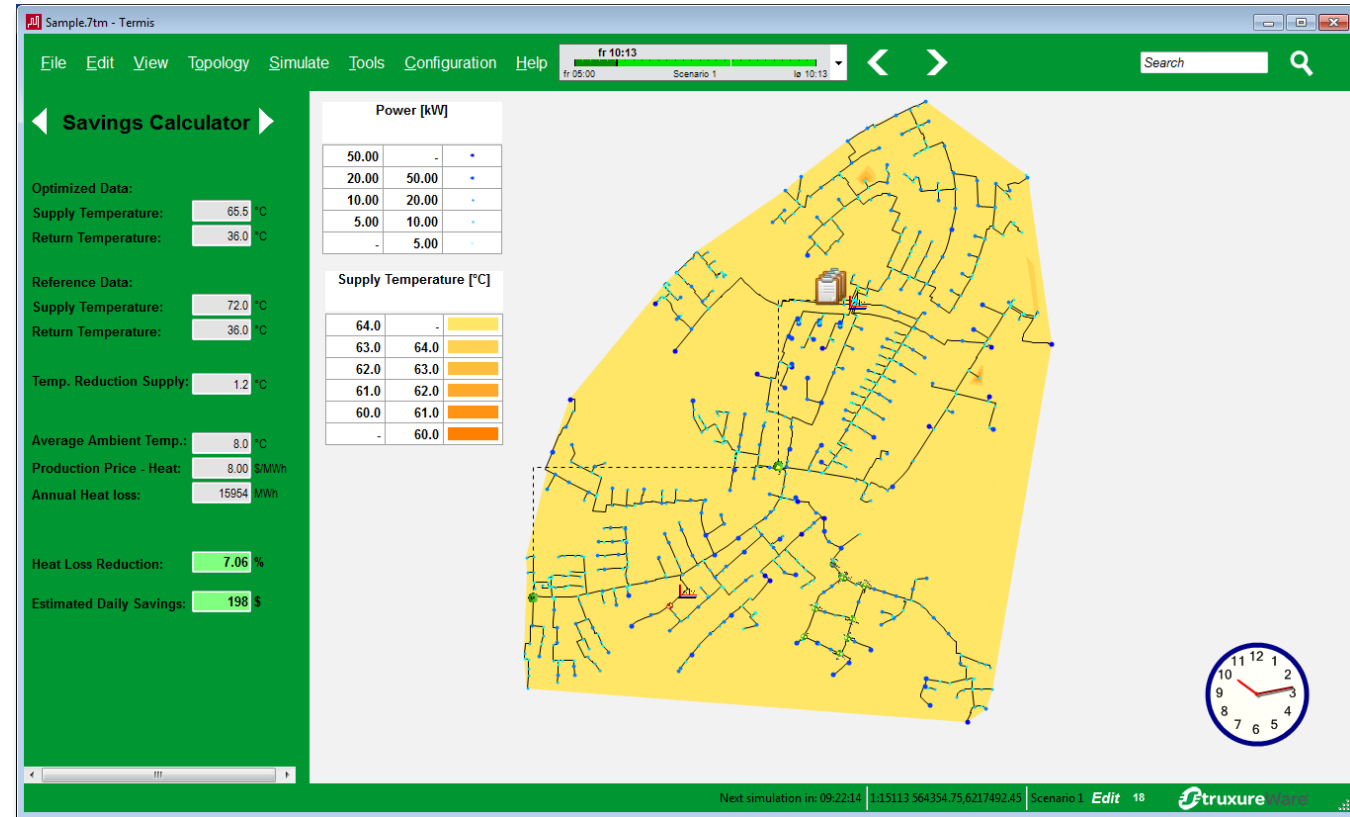 Sample.7tm - Termis
File Edit View Topology Simulate Tools Configuration Help
fr 10:13
fr 05:00 Scenario 1 lø 10:13
Search
Savings Calculator
Optimized Data:
Supply Temperature: 65.5 °C
Return Temperature: 36.0 °C
Reference Data:
Supply Temperature: 72.0 °C
Return Temperature: 36.0 °C
Temp. Reduction Supply: 1.2 °C
Average Ambient Temp.: 8.0 °C
Production Price - Heat: 8.00 $/MWh
Annual Heat loss: 15954 MWh
Heat Loss Reduction: 7.06 %
Estimated Daily Savings: 198 $
Power [kW]
50.00 -
20.00 50.00
10.00 20.00
5.00 10.00
- 5.00
Supply Temperature [°C]
64.0 -
63.0 64.0
62.0 63.0
61.0 62.0
60.0 61.0
- 60.0
12
11 1
10 2
9 3
8 4
7 6 5
Next simulation in: 09:22:14 1:15113 564354.75,6217492.45 Scenario 1 Edit 18 StruxureWare